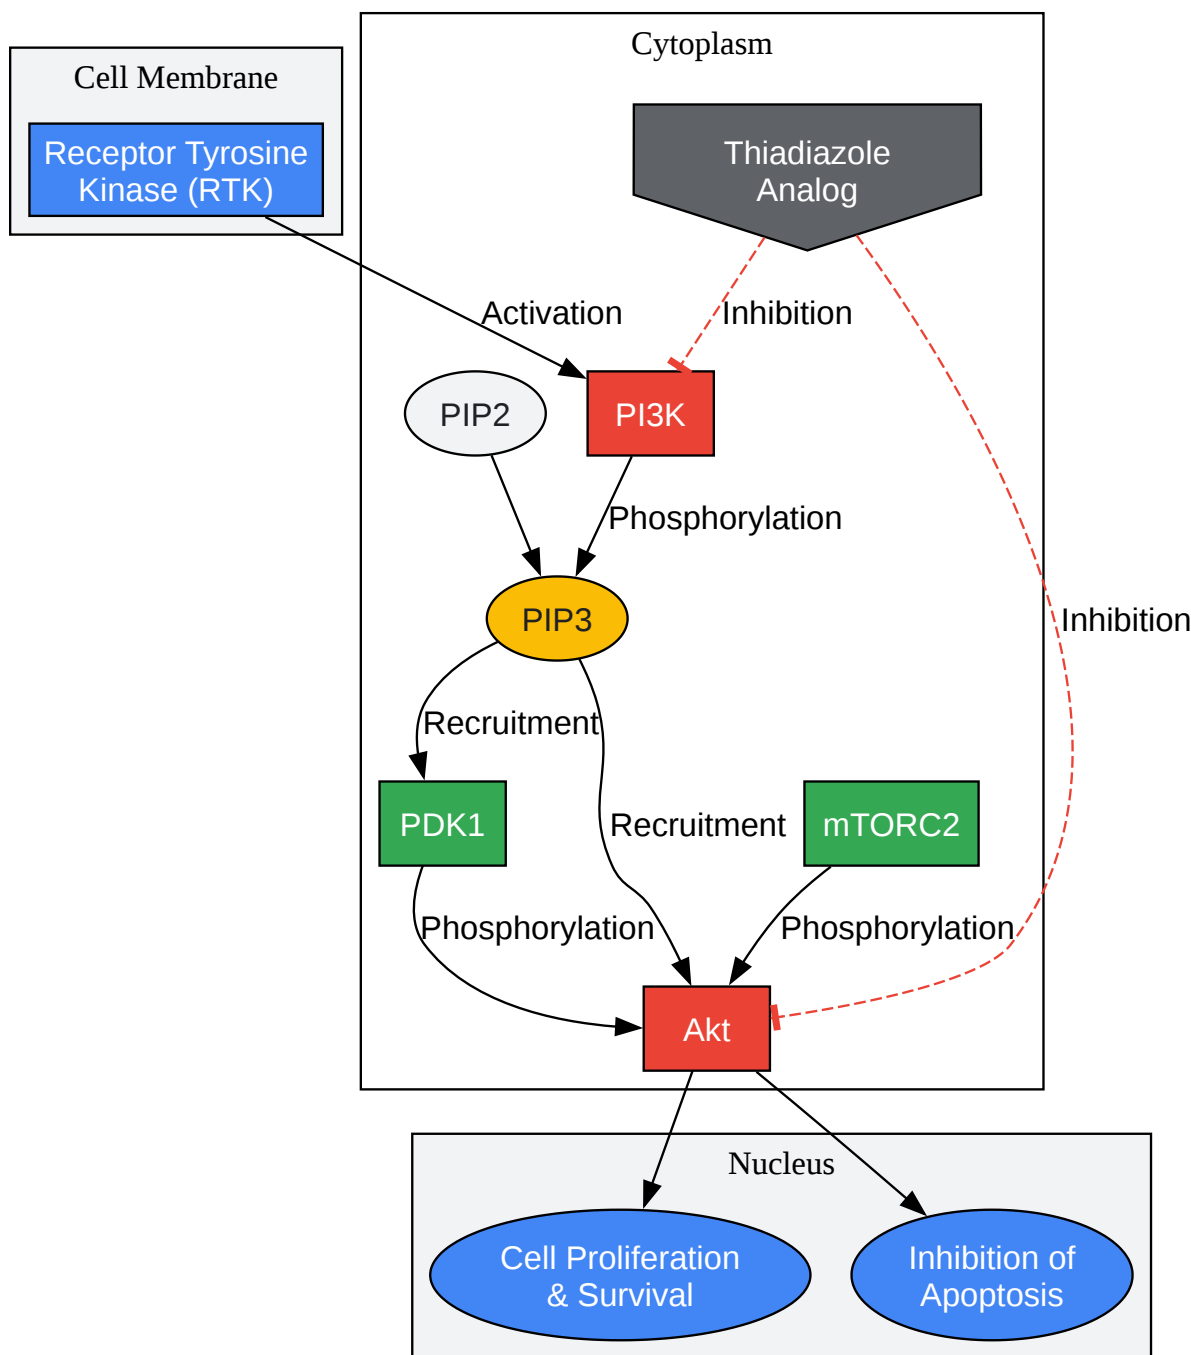 Cytoplasm
Cell Membrane
Receptor Tyrosine
Kinase (RTK)
Thiadiazole
Analog
Activation
Inhibition
PIP2
PI3K
Phosphorylation
PIP3
Inhibition
Recruitment
PDK1
Recruitment
mTORC2
Phosphorylation
Phosphorylation
Akt
Nucleus
Cell Proliferation
& Survival
Inhibition of
Apoptosis